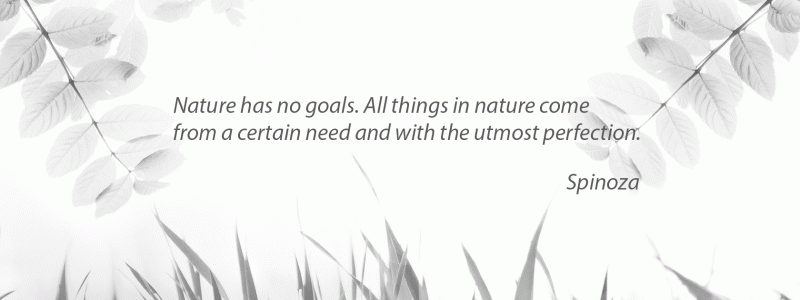 Nature has no goals. All things in nature come
from a certain need and with the utmost perfection.
Spinoza